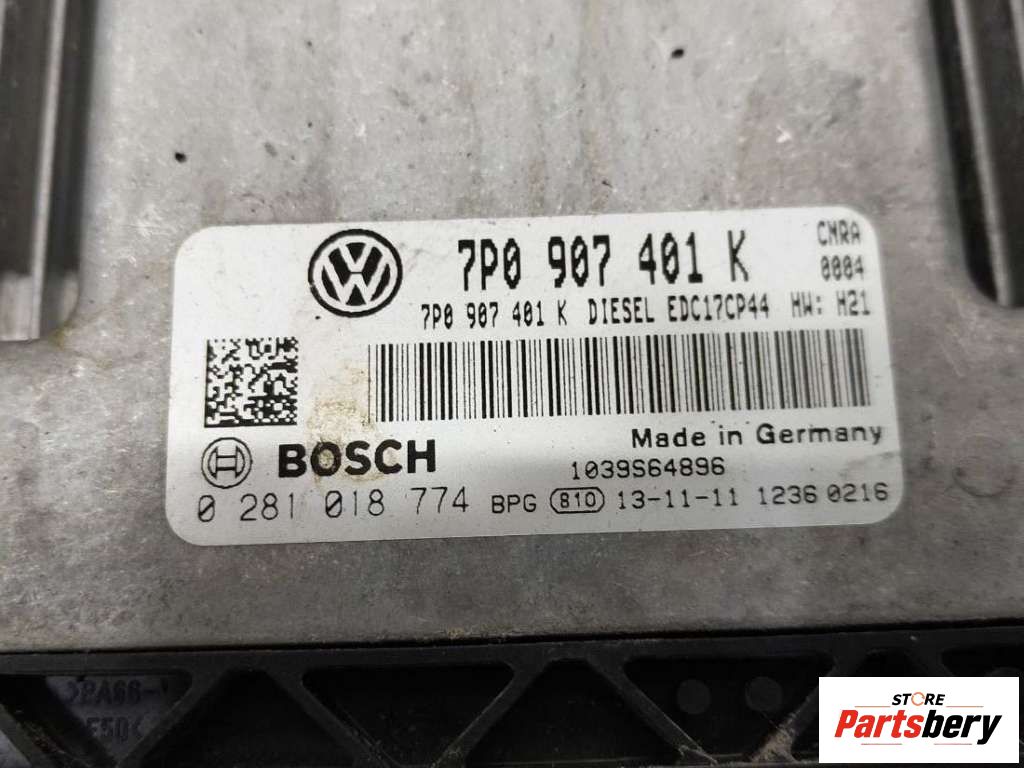 7P0 907 401 K CNRA
0004
7P0 907 401 K DIESEL EDC17CP44 HW: H21
Made in Germany
BOSCH
1039S64896
0 281 018 774 BPG 810 13-11-11 1236 0216
STORE
Partsbery